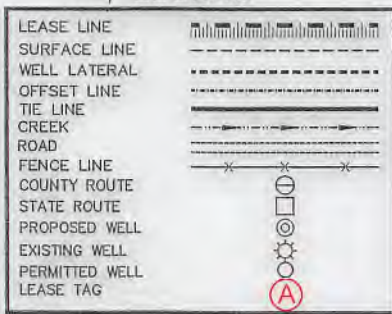 LEASE LINE
SURFACE LINE
WELL LATERAL
OFFSET LINE
TIE LINE
CREEK
ROAD
FENCE LINE
COUNTY ROUTE
STATE ROUTE
PROPOSED WELL
EXISTING WELL
PERMITTED WELL
LEASE TAG A